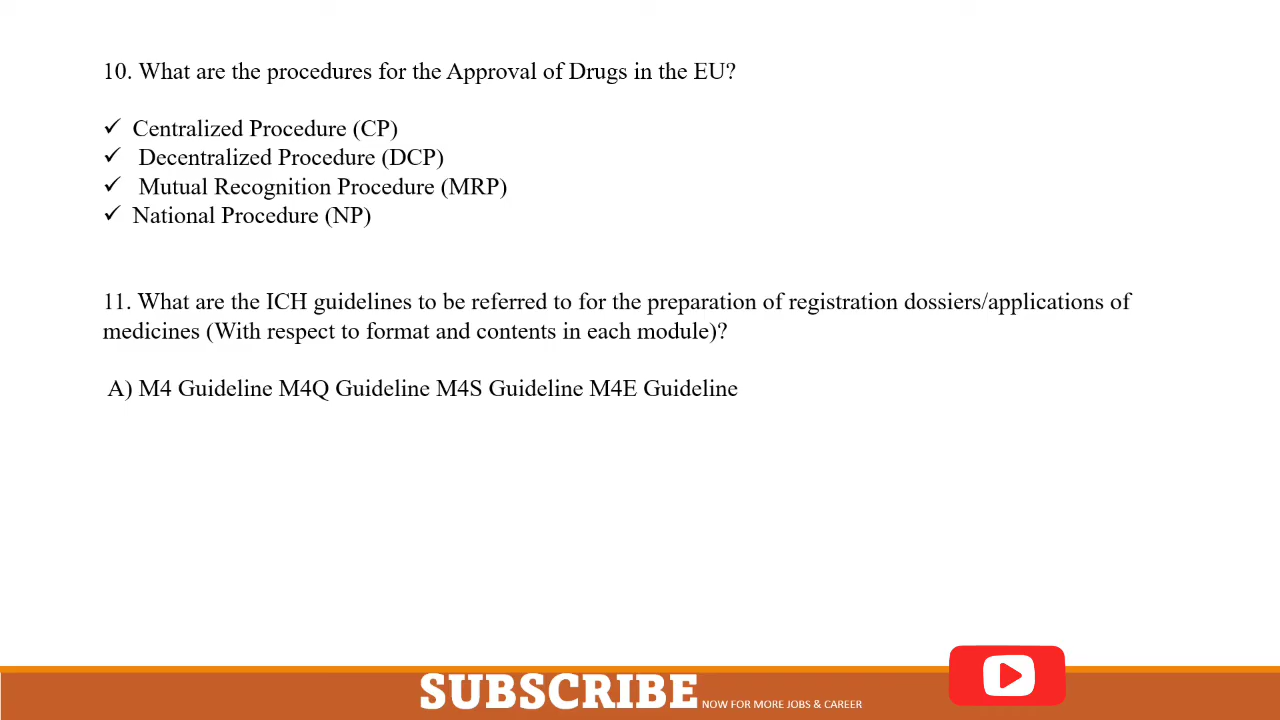 10. What are the procedures for the Approval of Drugs in the EU?
✓ Centralized Procedure (CP)
✓ Decentralized Procedure (DCP)
✓ Mutual Recognition Procedure (MRP)
✓ National Procedure (NP)
11. What are the ICH guidelines to be referred to for the preparation of registration dossiers/applications of
medicines (With respect to format and contents in each module)?
A) M4 Guideline M4Q Guideline M4S Guideline M4E Guideline
SUBSCRIBE NOW FOR MORE JOBS & CAREER